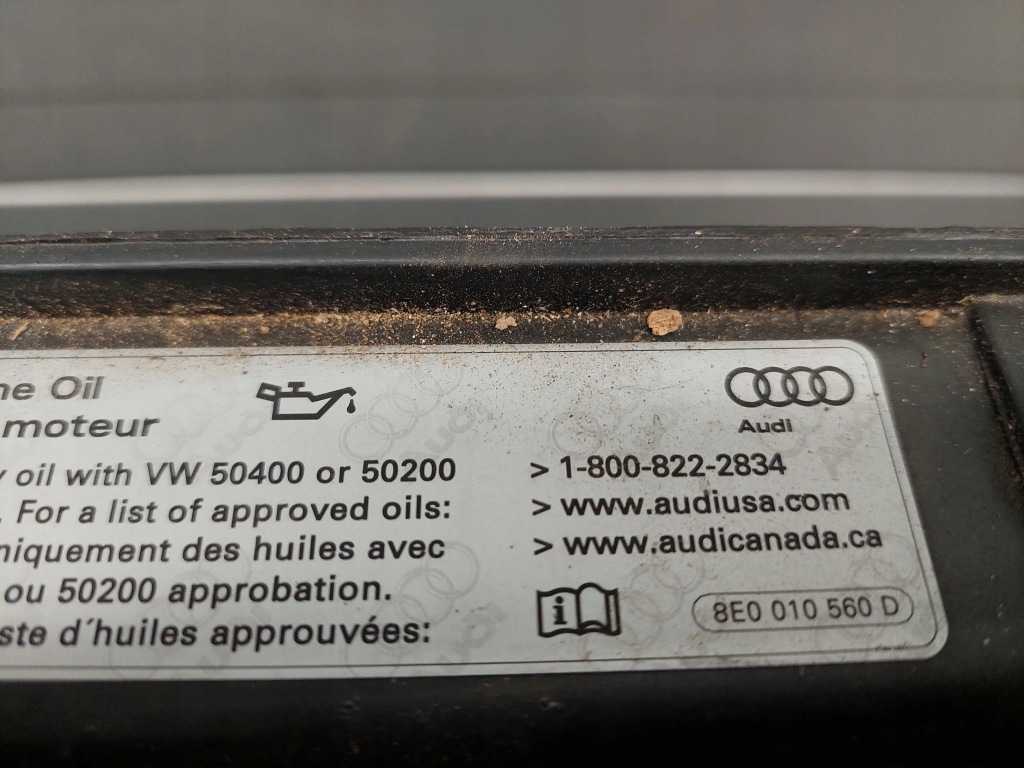 ne Oil
moteur
y oil with VW 50400 or 50200
. For a list of approved oils:
niquement des huiles avec
ou 50200 approbation.
ste d´huiles approuvées:
Audi
> 1-800-822-2834
> www.audiusa.com
> www.audicanada.ca
i
8E0 010 560 D